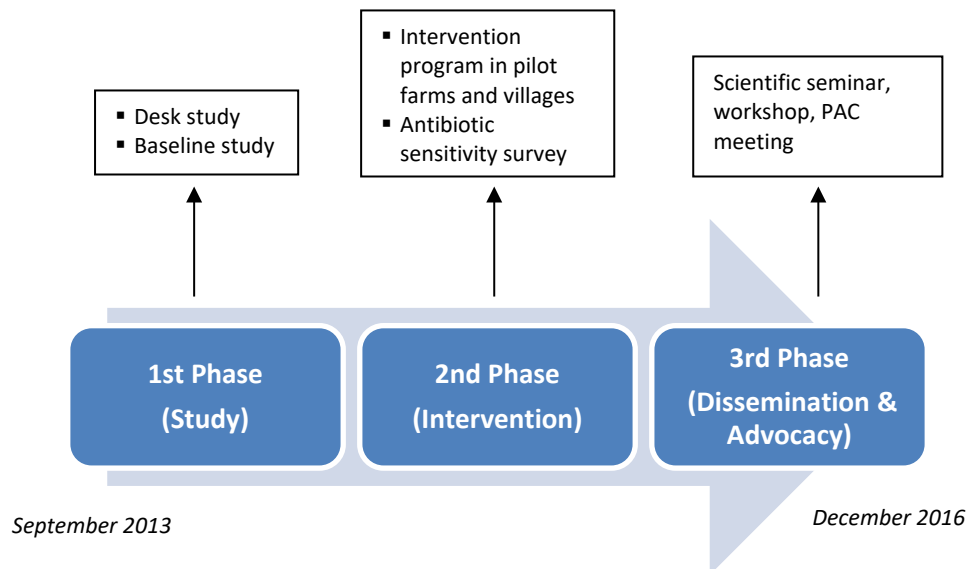 ▪ Desk study
▪ Baseline study
▪ Intervention
program in pilot
farms and villages
▪ Antibiotic
sensitivity survey
Scientific seminar,
workshop, PAC
meeting
1st Phase
(Study)
2nd Phase
(Intervention)
3rd Phase
(Dissemination &
Advocacy)
September 2013
December 2016